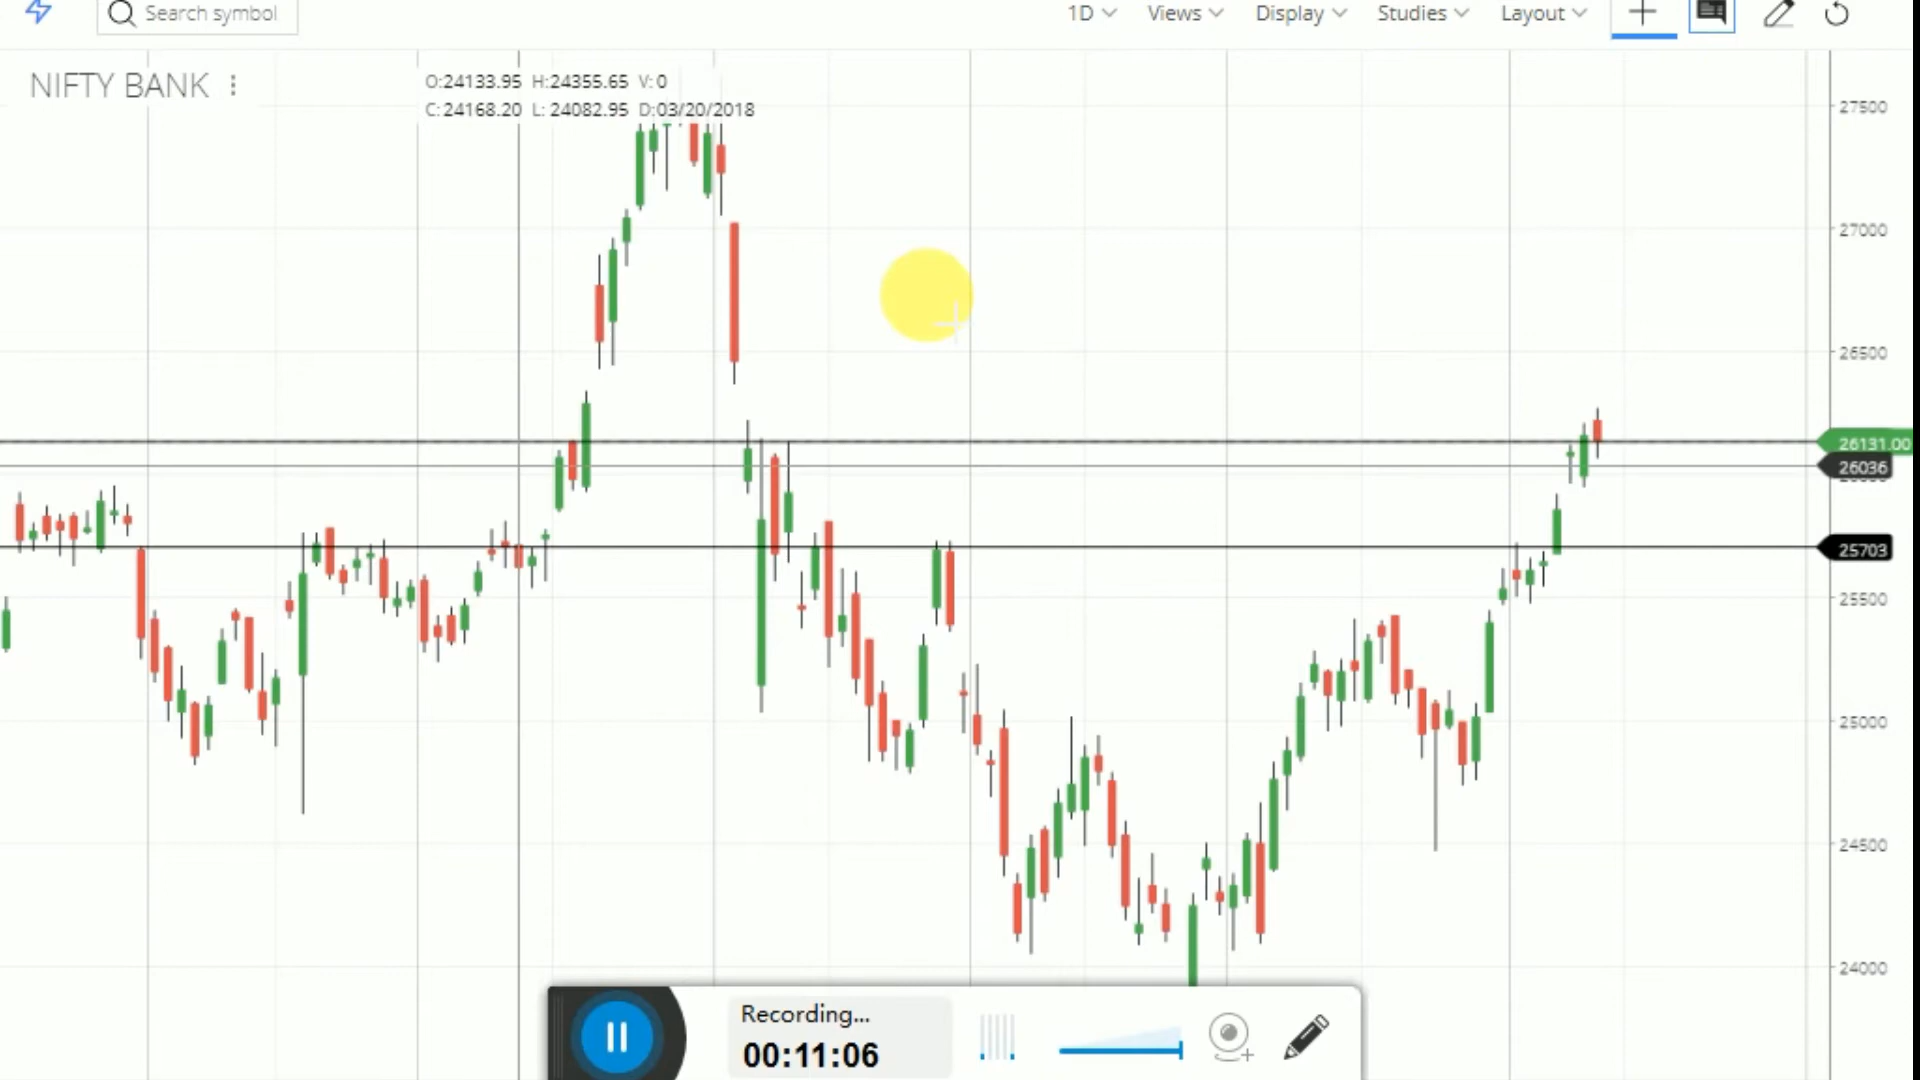 Search symbol
1D Views Display Studies Layout
NIFTY BANK
O:24133.95 H:24355.65 V:0
C:24168.20 L:24082.95 D:03/20/2018
27500
27000
26500
26131.00
26036
25703
25500
25000
24500
24000
Recording...
00:11:06